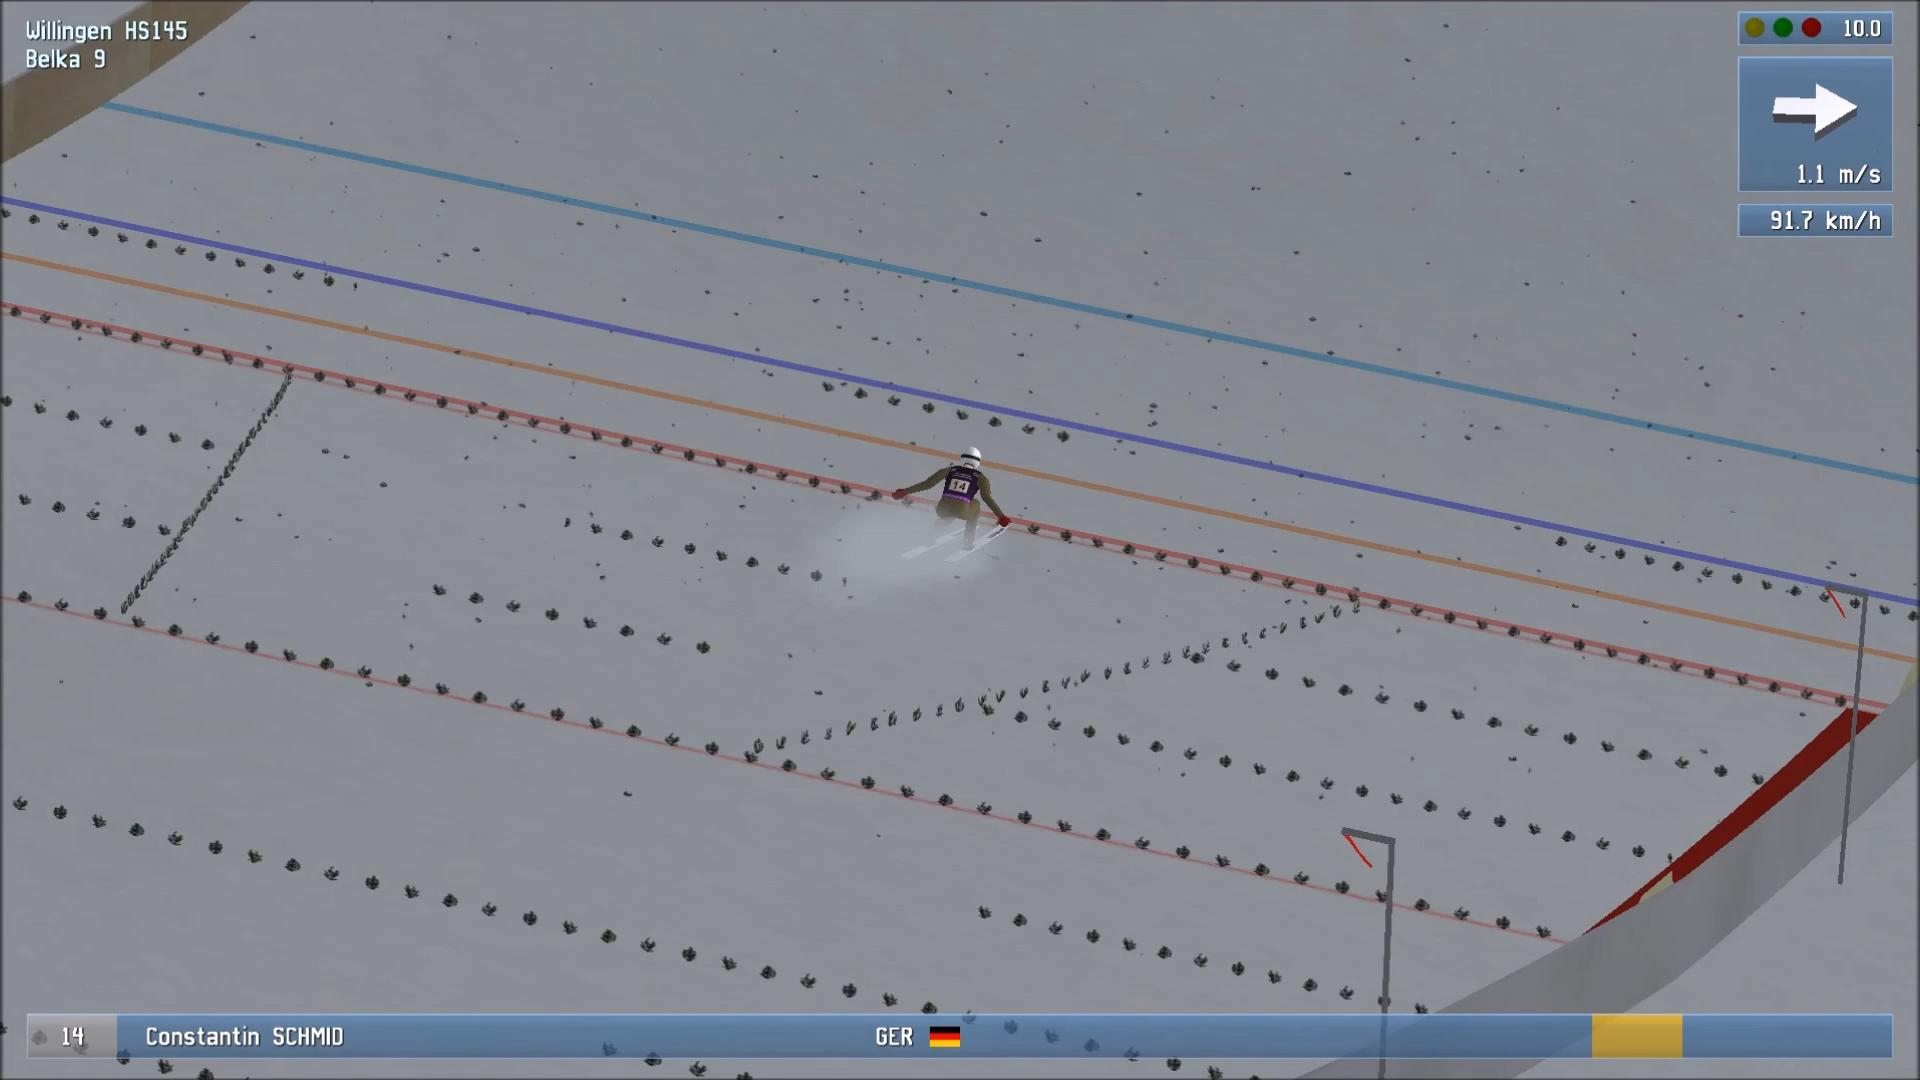 Willingen HS145
Belka 9
10.0
1.1 m/s
91.7 km/h
14
14 Constantin SCHMID GER